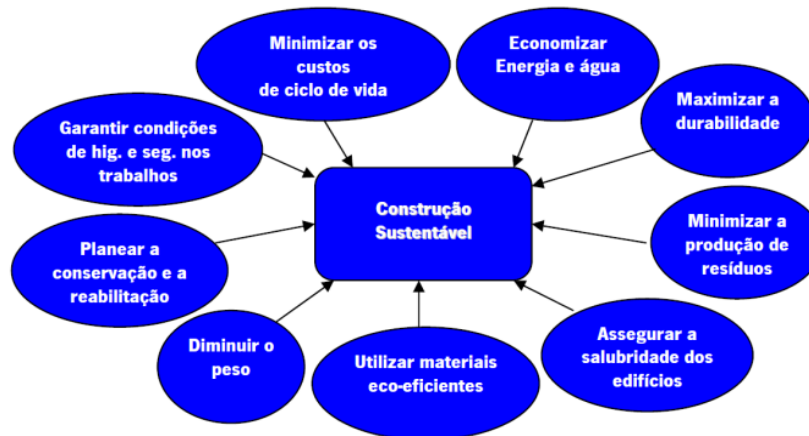 Minimizar os
custos
de ciclo de vida
Economizar
Energia e água
Maximizar a
durabilidade
Garantir condições
de hig. e seg. nos
trabalhos
Construção
Sustentável
Minimizar a
produção de
resíduos
Planear a
conservação e a
reabilitação
Diminuir o
peso
Utilizar materiais
eco-eficientes
Assegurar a
salubridade dos
edifícios